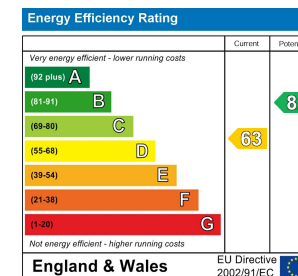 Energy Efficiency Rating
Current
Very energy efficient - lower running costs
(92 plus) A
(81-91) B
(69-80) C
(55-68) D
63
(39-54) E
(21-38) F
(1-20) G
Not energy efficient - higher running costs
England & Wales
EU Directive
2002/91/EC